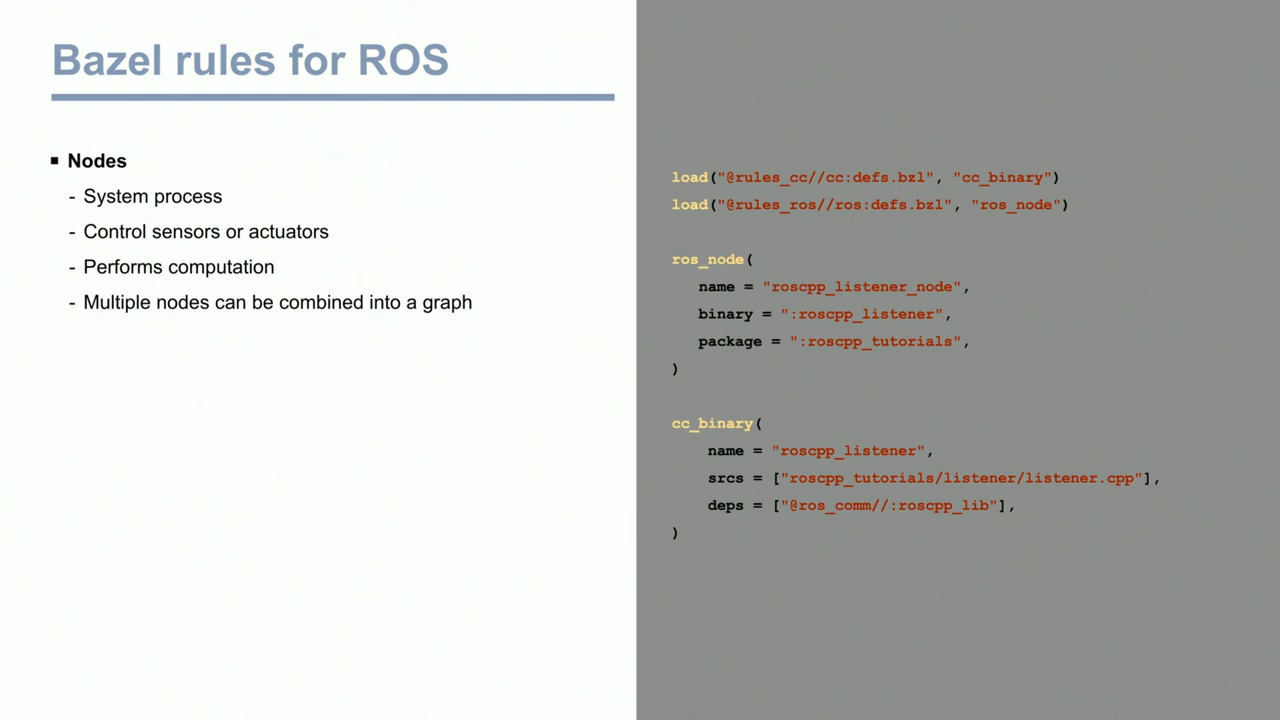 Bazel rules for ROS
▪ Nodes
- System process
- Control sensors or actuators
- Performs computation
- Multiple nodes can be combined into a graph
load("@rules_cc//cc:defs.bzl", "cc_binary")
load("@rules_ros//ros:defs.bzl", "ros_node")
ros_node(
name = "roscpp_listener_node",
binary = ":roscpp_listener",
package = ":roscpp_tutorials",
)
cc_binary(
name = "roscpp_listener",
srcs = ["roscpp_tutorials/listener/listener.cpp"],
deps = ["@ros_comm//:roscpp_lib"],
)